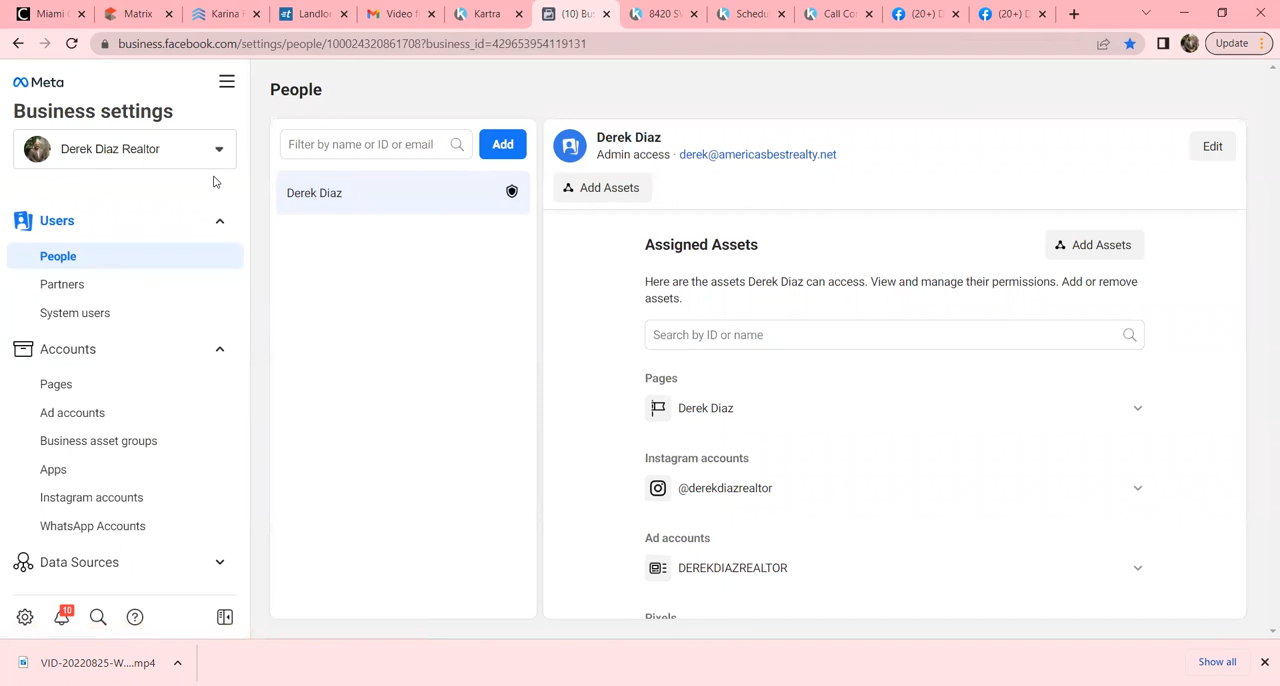 Miami
Matrix
Karina
Landlor
Video f
Kartra
(10) Bus
8420 SV
Schedu
Call Co
(20+) D
(20+) D
business.facebook.com/settings/people/100024320861708?business_id=429653954119131
Update
Meta
Business settings
Derek Diaz Realtor
Users
People
Partners
System users
Accounts
Pages
Ad accounts
Business asset groups
Apps
Instagram accounts
WhatsApp Accounts
Data Sources
10
People
Filter by name or ID or email
Add
Derek Diaz
Derek Diaz
Admin access · derek@americasbestrealty.net
Edit
Add Assets
Assigned Assets
Add Assets
Here are the assets Derek Diaz can access. View and manage their permissions. Add or remove
assets.
Search by ID or name
Pages
Derek Diaz
Instagram accounts
@derekdiazrealtor
Ad accounts
DEREKDIAZREALTOR
Pixels
VID-20220825-W....mp4
Show all